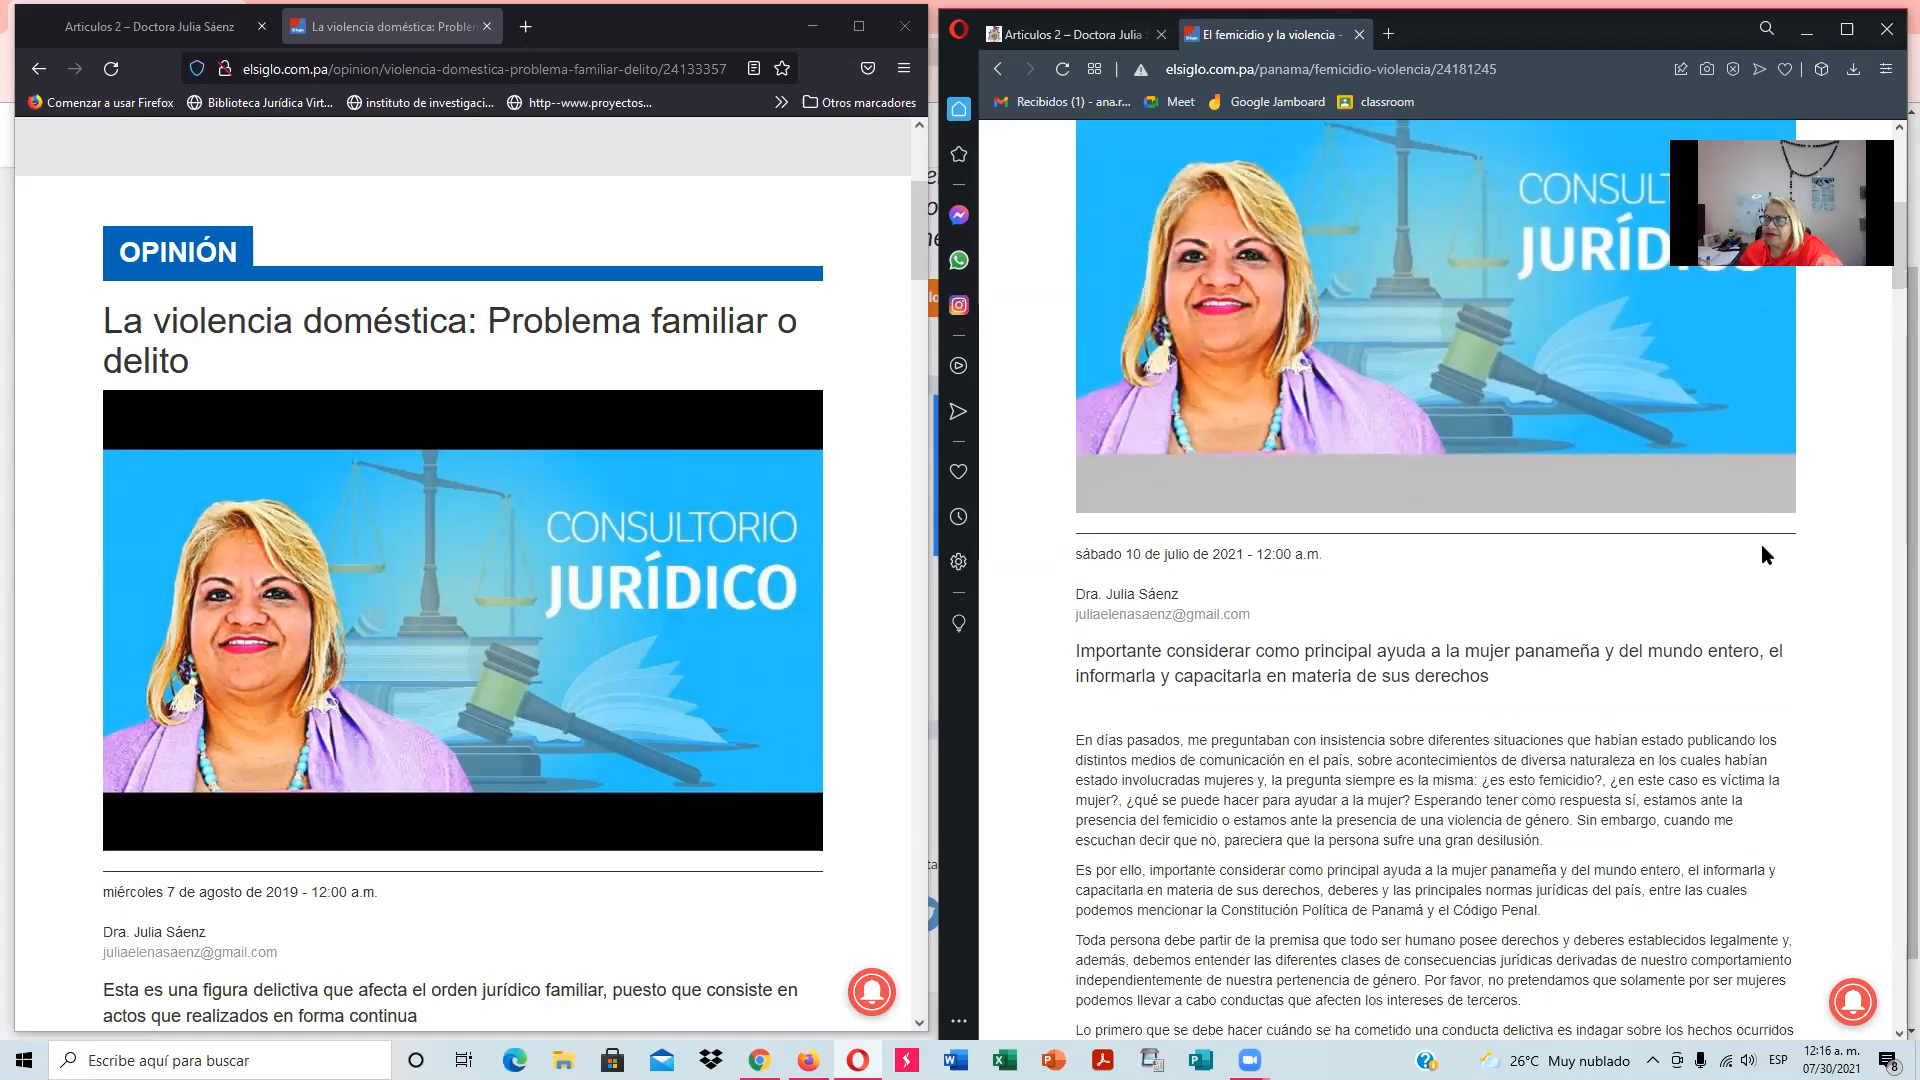 Articulos 2 – Doctora Julia Sáenz
La violencia doméstica: Problem
elsiglo.com.pa/opinion/violencia-domestica-problema-familiar-delito/24133357
Comenzar a usar Firefox
Biblioteca Jurídica Virt...
instituto de investigaci...
http--www.proyectos...
Otros marcadores
OPINIÓN
La violencia doméstica: Problema familiar o
delito
CONSULTORIO
JURÍDICO
miércoles 7 de agosto de 2019 - 12:00 a.m.
Dra. Julia Sáenz
juliaelenasaenz@gmail.com
Esta es una figura delictiva que afecta el orden jurídico familiar, puesto que consiste en
actos que realizados en forma continua
Articulos 2 – Doctora Julia
El femicidio y la violencia -
elsiglo.com.pa/panama/femicidio-violencia/24181245
Recibidos (1) - ana.r...
Meet
Google Jamboard
classroom
CONSULT
JURÍD
sábado 10 de julio de 2021 - 12:00 a.m.
Dra. Julia Sáenz
juliaelenasaenz@gmail.com
Importante considerar como principal ayuda a la mujer panameña y del mundo entero, el
informarla y capacitarla en materia de sus derechos
En días pasados, me preguntaban con insistencia sobre diferentes situaciones que habían estado publicando los
distintos medios de comunicación en el país, sobre acontecimientos de diversa naturaleza en los cuales habían
estado involucradas mujeres y, la pregunta siempre es la misma: ¿es esto femicidio?, ¿en este caso es víctima la
mujer?, ¿qué se puede hacer para ayudar a la mujer? Esperando tener como respuesta sí, estamos ante la
presencia del femicidio o estamos ante la presencia de una violencia de género. Sin embargo, cuando me
escuchan decir que no, pareciera que la persona sufre una gran desilusión.
Es por ello, importante considerar como principal ayuda a la mujer panameña y del mundo entero, el informarla y
capacitarla en materia de sus derechos, deberes y las principales normas jurídicas del país, entre las cuales
podemos mencionar la Constitución Política de Panamá y el Código Penal.
Toda persona debe partir de la premisa que todo ser humano posee derechos y deberes establecidos legalmente y,
además, debemos entender las diferentes clases de consecuencias jurídicas derivadas de nuestro comportamiento
independientemente de nuestra pertenencia de género. Por favor, no pretendamos que solamente por ser mujeres
podemos llevar a cabo conductas que afecten los intereses de terceros.
Lo primero que se debe hacer cuándo se ha cometido una conducta delictiva es indagar sobre los hechos ocurridos
Escribe aquí para buscar
26°C Muy nublado
ESP
12:16 a. m.
07/30/2021
8